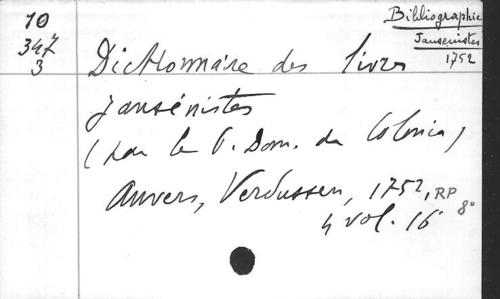 10
347
3
Bibliographie
Jansénistes
1752
Dictionnaire des livres
jansénistes
(par le P. Dom. de Colonia)
Anvers, Verdussen, 1752, RP
4 vol. 16 8°